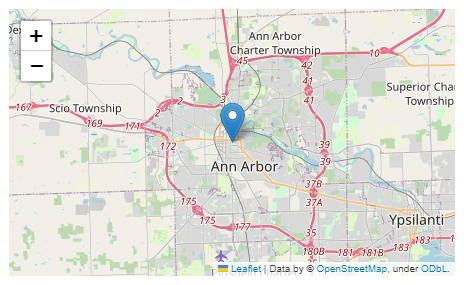 Dex
+
−
Ann Arbor
Charter Township
10
45
42
41
41
Superior Cha
Township
167
Scio Township
2
2
3
169
171
172
39
39
Ann Arbor
37B
37A
175
175
177
Ypsilanti
183
183
180B
181
181B
Leaflet | Data by © OpenStreetMap, under ODbL.